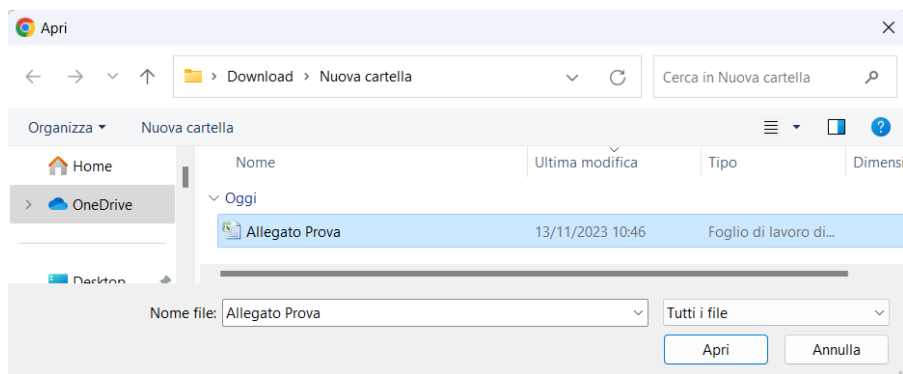 Apri
Download > Nuova cartella
Cerca in Nuova cartella
Organizza
Nuova cartella
Home
OneDrive
Desktop
Nome
Ultima modifica
Tipo
Dimensi
Oggi
Allegato Prova
13/11/2023 10:46
Foglio di lavoro di...
Nome file:
Allegato Prova
Tutti i file
Apri
Annulla